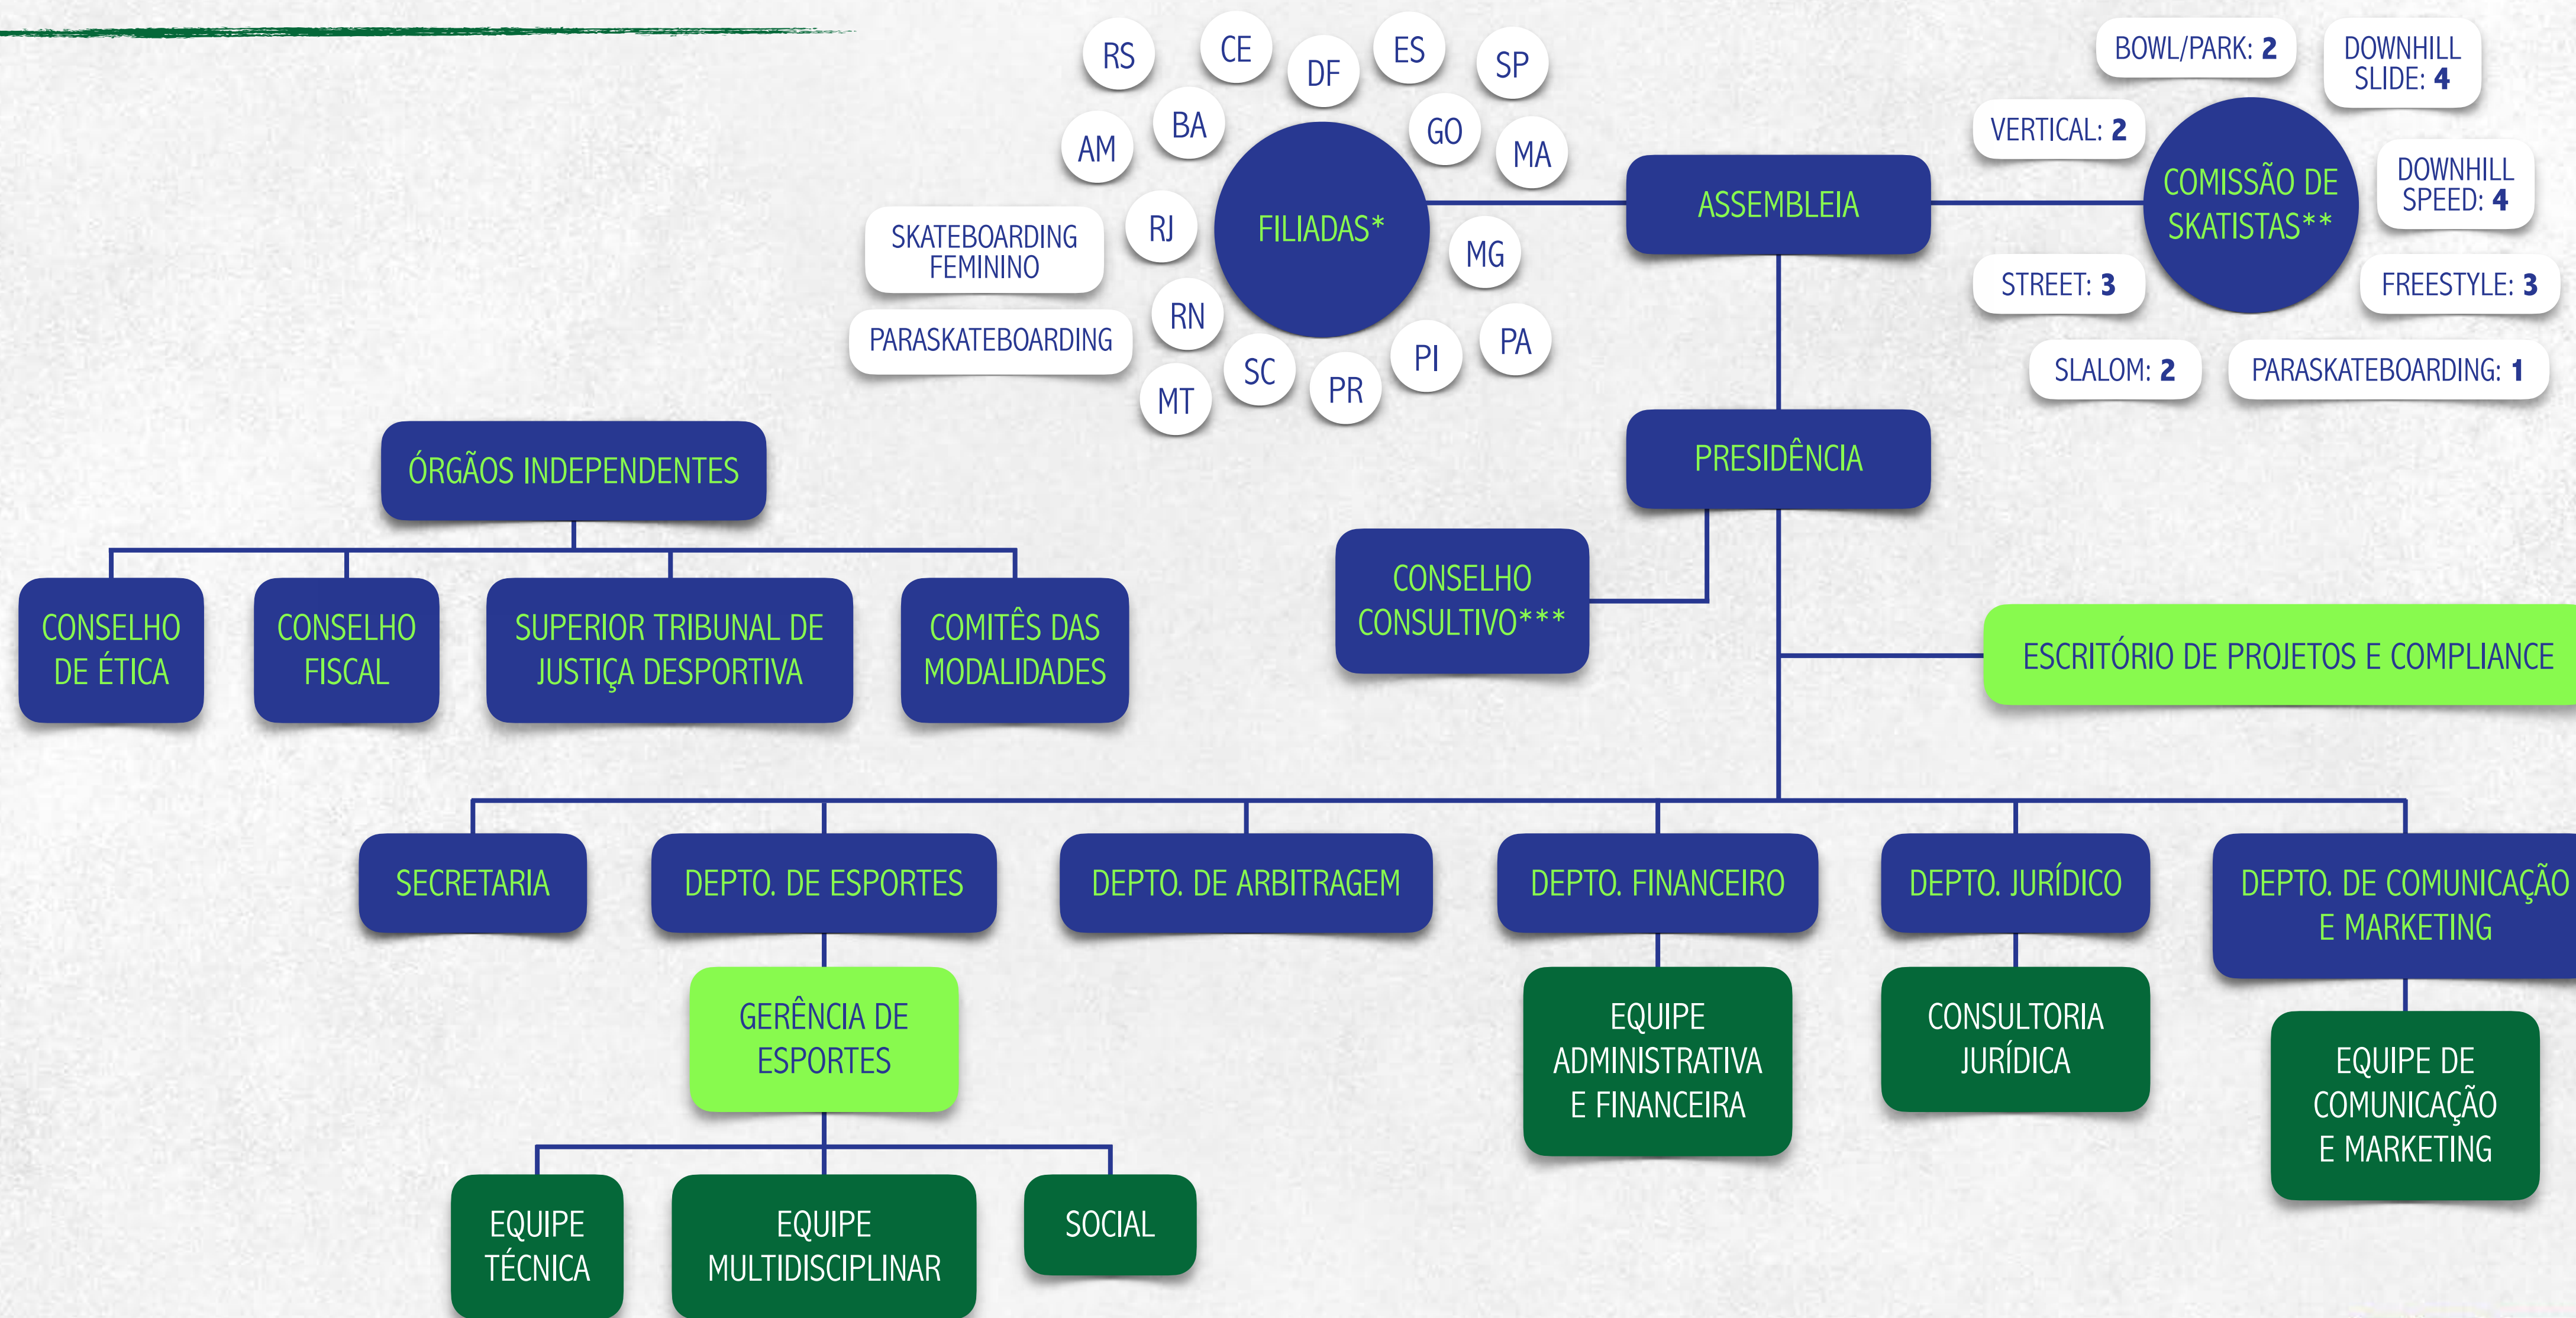 RS
CE
DF
ES
SP
AM
BA
GO
MA
RJ
FILIADAS*
MG
SKATEBOARDING
FEMININO
PARASKATEBOARDING
RN
MT
SC
PR
PI
PA
ASSEMBLEIA
BOWL/PARK: 2
DOWNHILL
SLIDE: 4
VERTICAL: 2
COMISSÃO DE
SKATISTAS**
DOWNHILL
SPEED: 4
STREET: 3
FREESTYLE: 3
SLALOM: 2
PARASKATEBOARDING: 1
PRESIDÊNCIA
ÓRGÃOS INDEPENDENTES
CONSELHO
DE ÉTICA
CONSELHO
FISCAL
SUPERIOR TRIBUNAL DE
JUSTIÇA DESPORTIVA
COMITÊS DAS
MODALIDADES
CONSELHO
CONSULTIVO***
ESCRITÓRIO DE PROJETOS E COMPLIANCE
SECRETARIA
DEPTO. DE ESPORTES
DEPTO. DE ARBITRAGEM
DEPTO. FINANCEIRO
DEPTO. JURÍDICO
DEPTO. DE COMUNICAÇÃO
E MARKETING
GERÊNCIA DE
ESPORTES
EQUIPE
ADMINISTRATIVA
E FINANCEIRA
CONSULTORIA
JURÍDICA
EQUIPE DE
COMUNICAÇÃO
E MARKETING
EQUIPE
TÉCNICA
EQUIPE
MULTIDISCIPLINAR
SOCIAL